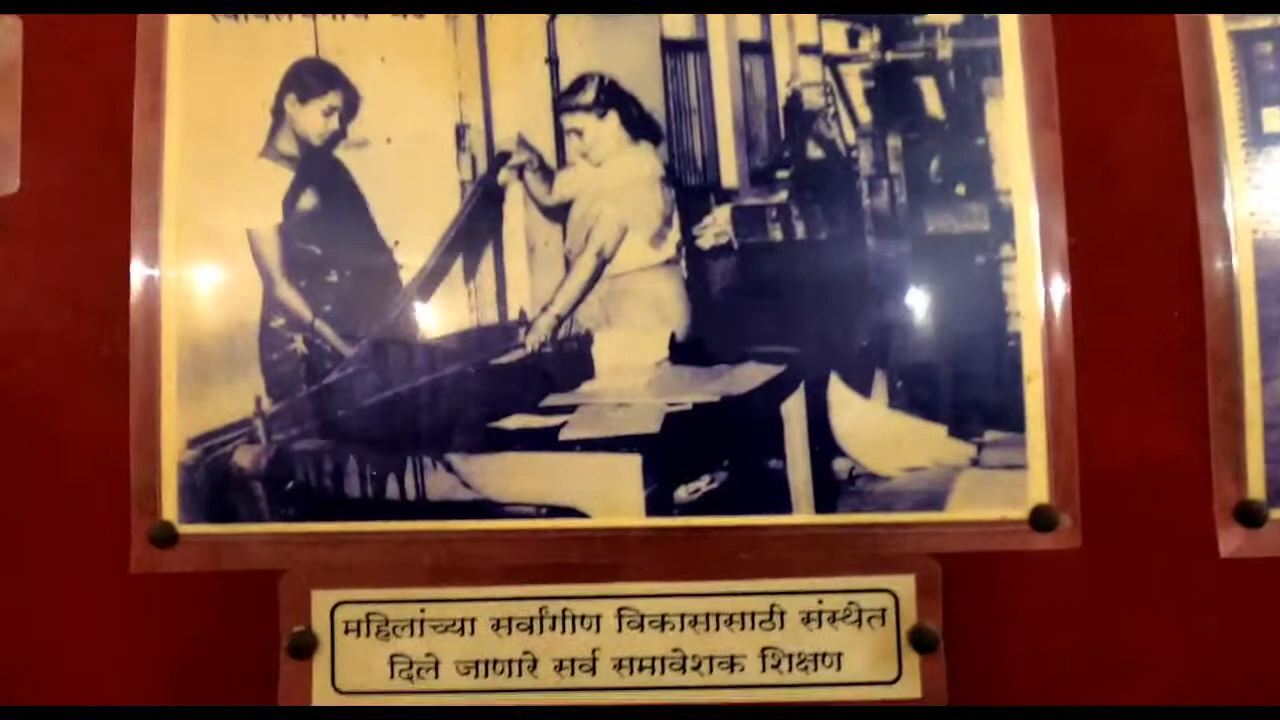 महिलांच्या सर्वांगीण विकासासाठी संस्थेत
दिले जाणारे सर्व समावेशक शिक्षण